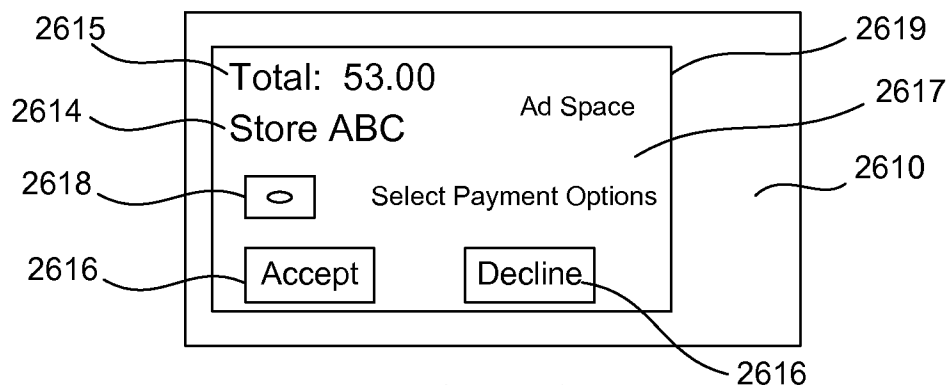 2615
2619
Total: 53.00
Ad Space
2617
2614
Store ABC
2618
Select Payment Options
2610
2616
Accept
Decline
2616